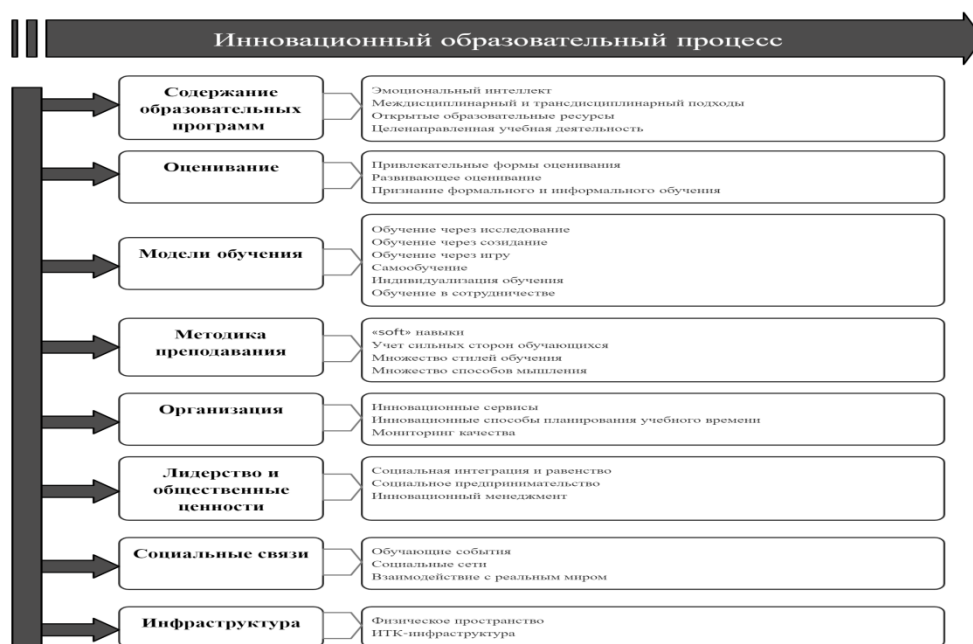 Инновационный образовательный процесс
Содержание
образовательных
программ
Эмоциональный интеллект
Междисциплинарный и трансдисциплинарный подходы
Открытые образовательные ресурсы
Целенаправленная учебная деятельность
Оценивание
Привлекательные формы оценивания
Развивающее оценивание
Признание формального и информального обучения
Модели обучения
Обучение через исследование
Обучение через созидание
Обучение через игру
Самообучение
Индивидуализация обучения
Обучение в сотрудничестве
Методика
преподавания
«soft» навыки
Учет сильных сторон обучающихся
Множество стилей обучения
Множество способов мышления
Организация
Инновационные сервисы
Инновационные способы планирования учебного времени
Мониторинг качества
Лидерство и
общественные
ценности
Социальная интеграция и равенство
Социальное предпринимательство
Инновационный менеджмент
Социальные связи
Обучающие события
Социальные сети
Взаимодействие с реальным миром
Инфраструктура
Физическое пространство
ИТК-инфраструктура